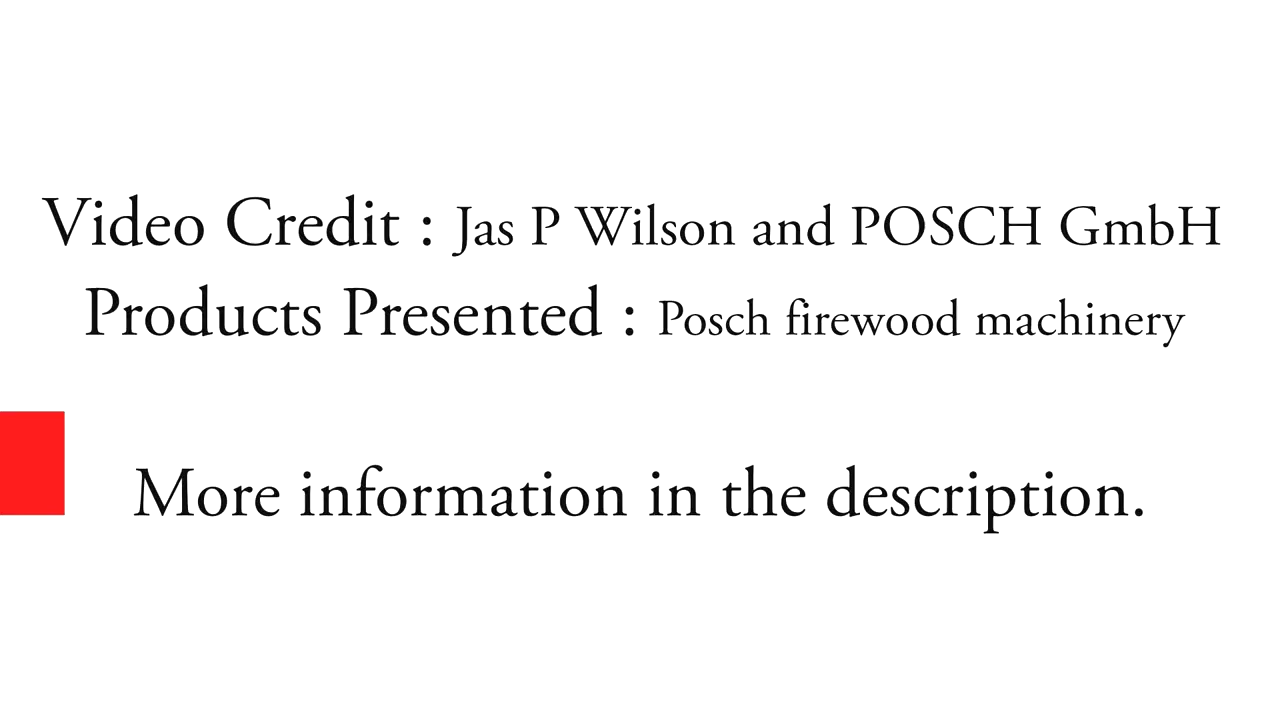 Video Credit : Jas P Wilson and POSCH GmbH
Products Presented : Posch firewood machinery
More information in the description.